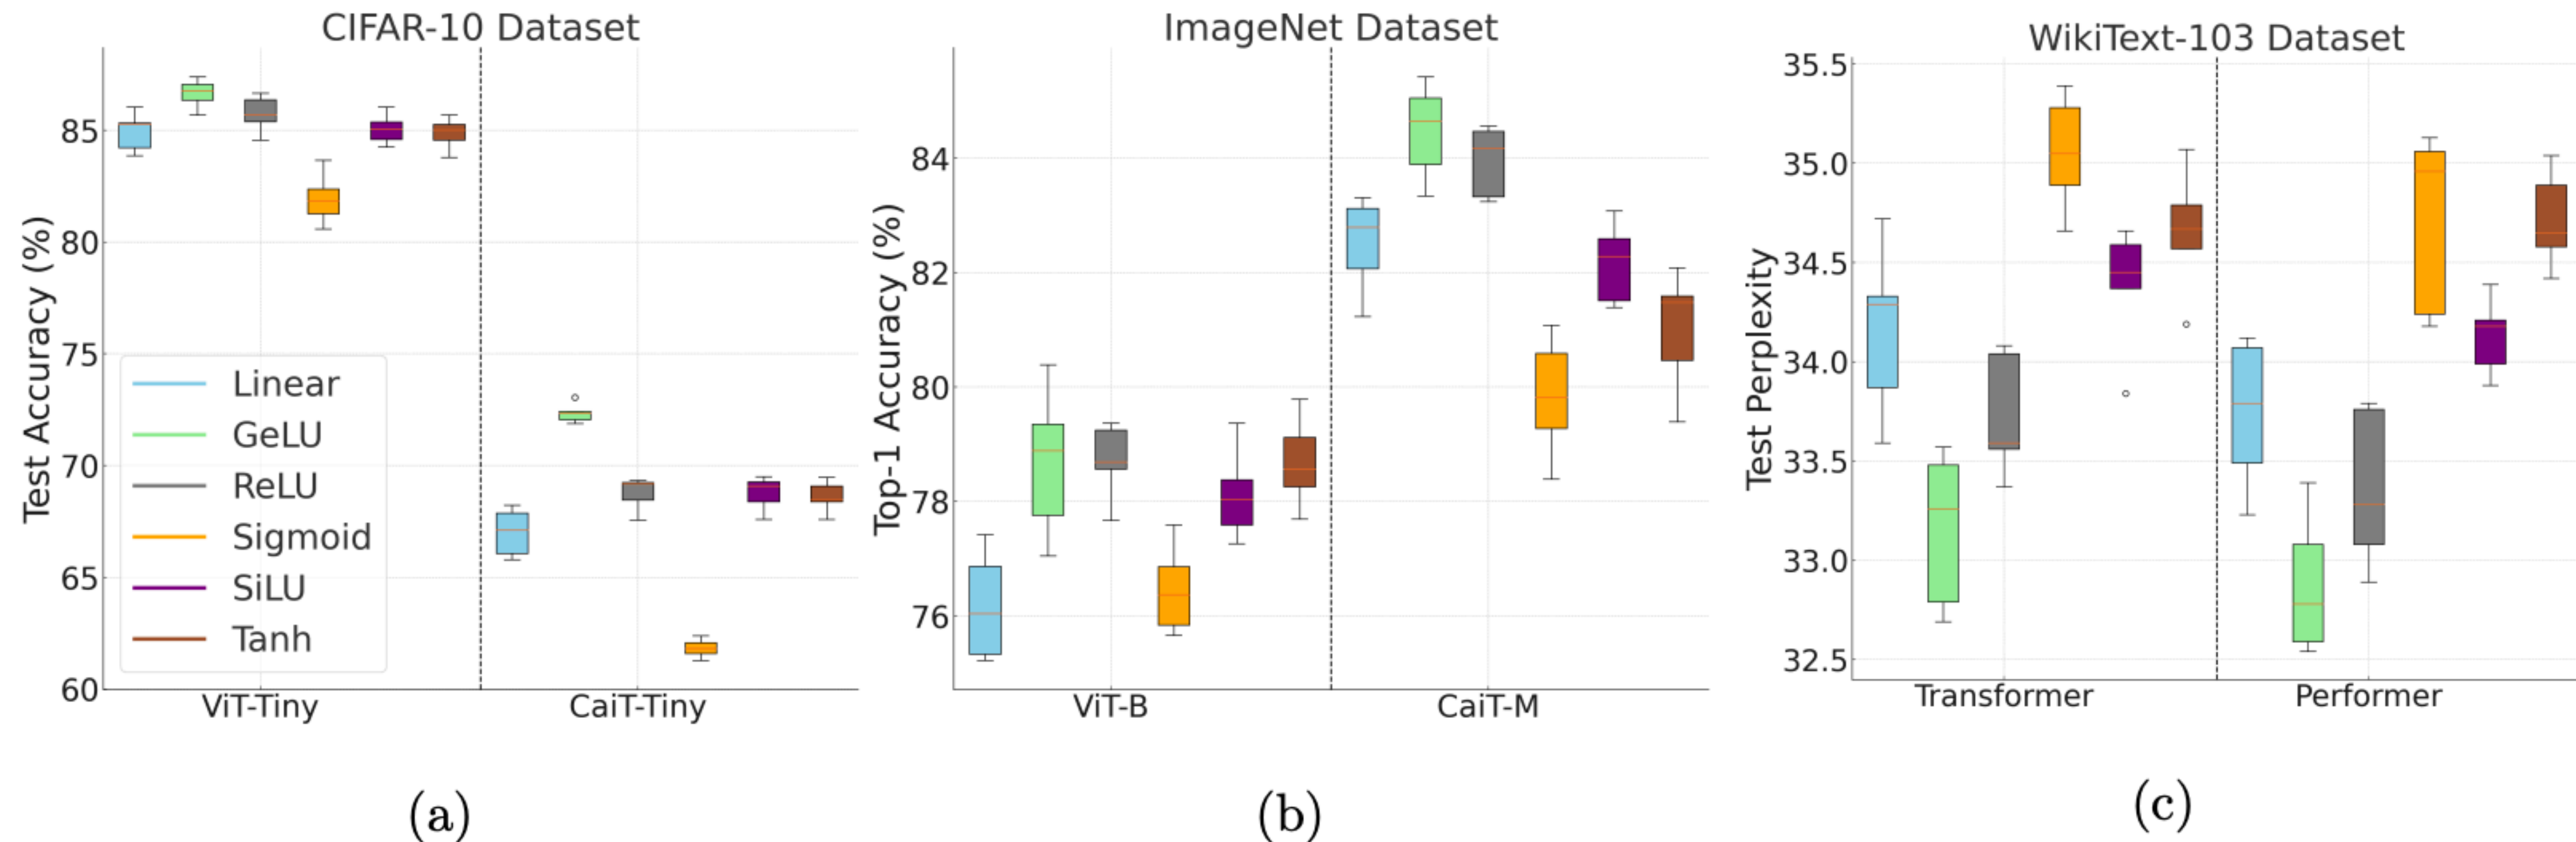 CIFAR-10 Dataset
Test Accuracy (%)
85
80
75
70
65
60
Linear
GeLU
ReLU
Sigmoid
SiLU
Tanh
ViT-Tiny
CaiT-Tiny
(a)
ImageNet Dataset
Top-1 Accuracy (%)
84
82
80
78
76
ViT-B
CaiT-M
(b)
WikiText-103 Dataset
Test Perplexity
35.5
35.0
34.5
34.0
33.5
33.0
32.5
Transformer
Performer
(c)